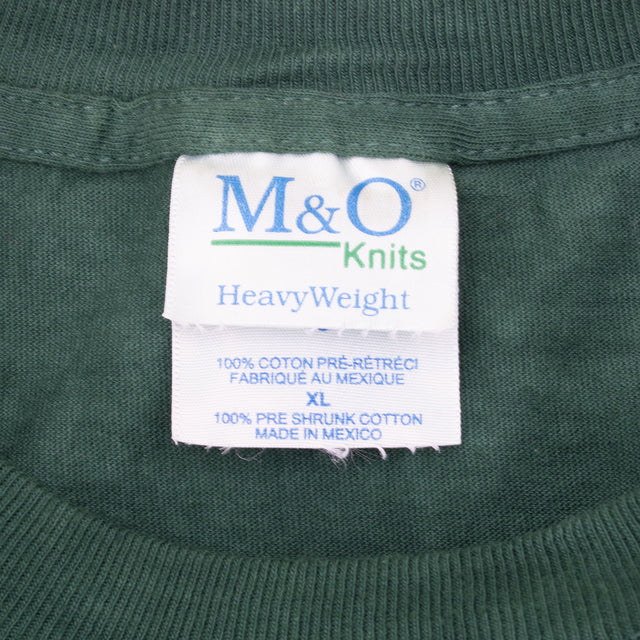 M&O®
Knits
HeavyWeight
100% COTON PRÉ-RÉTRÉCI
FABRIQUÉ AU MEXIQUE
XL
100% PRE SHRUNK COTTON
MADE IN MEXICO